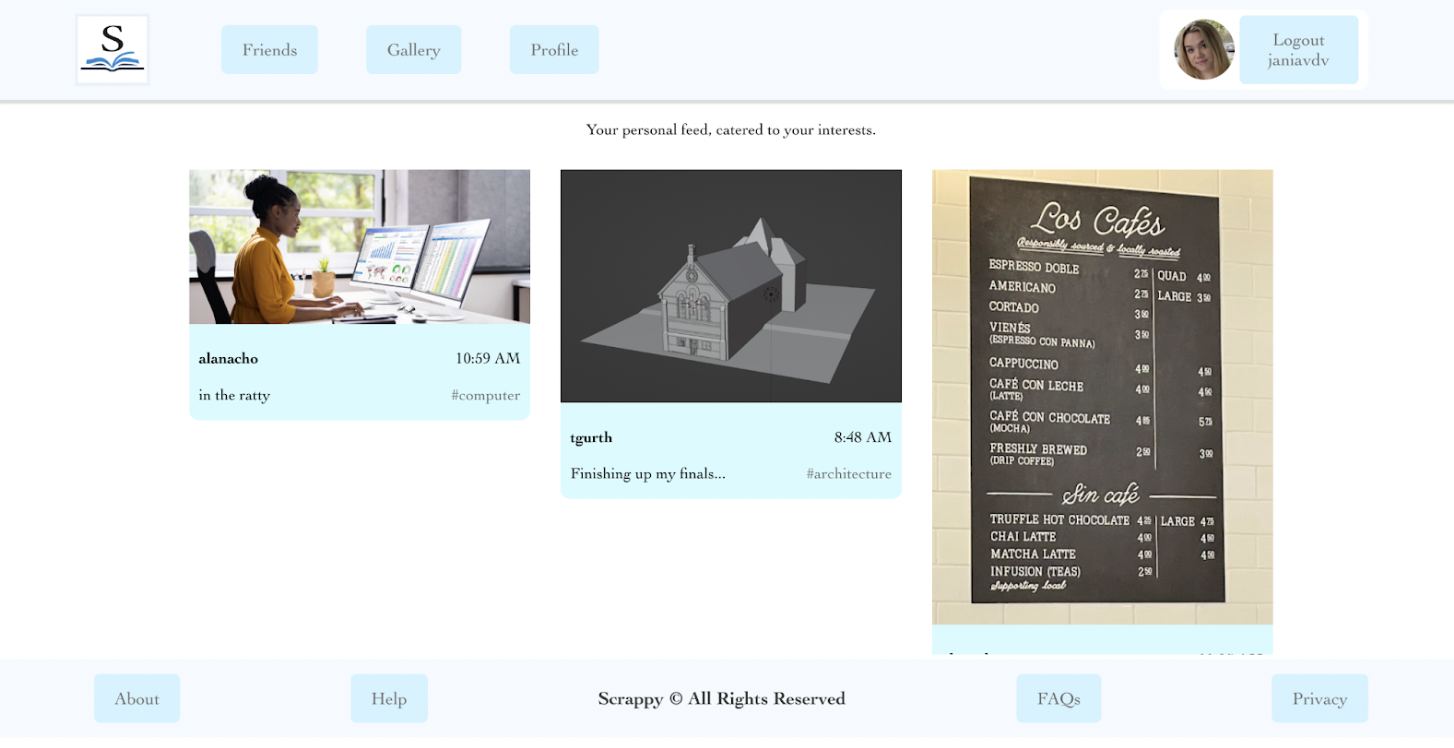 S
Friends
Gallery
Profile
Logout
janiavdv
Your personal feed, catered to your interests.
alanacho 10:59 AM
in the ratty #computer
tgurth 8:48 AM
Finishing up my finals... #architecture
Los Cafés
Responsibly sourced & locally roasted
ESPRESSO DOBLE 2 75 QUAD 4 00
AMERICANO 2 75 LARGE 3 50
CORTADO 3 50
VIENÉS 3 50
(ESPRESSO CON PANNA)
CAPPUCCINO 4 00 4 50
CAFÉ CON LECHE 4 00 4 50
(LATTE)
CAFÉ CON CHOCOLATE 5 75
(MOCHA)
FRESHLY BREWED 2 50 3 00
(DRIP COFFEE)
Sin café
TRUFFLE HOT CHOCOLATE LARGE 4 75
CHAI LATTE 4 00 4 50
MATCHA LATTE 4 00 4 50
INFUSION (TEAS) 2 50
Supporting local
About
Help
Scrappy © All Rights Reserved
FAQs
Privacy